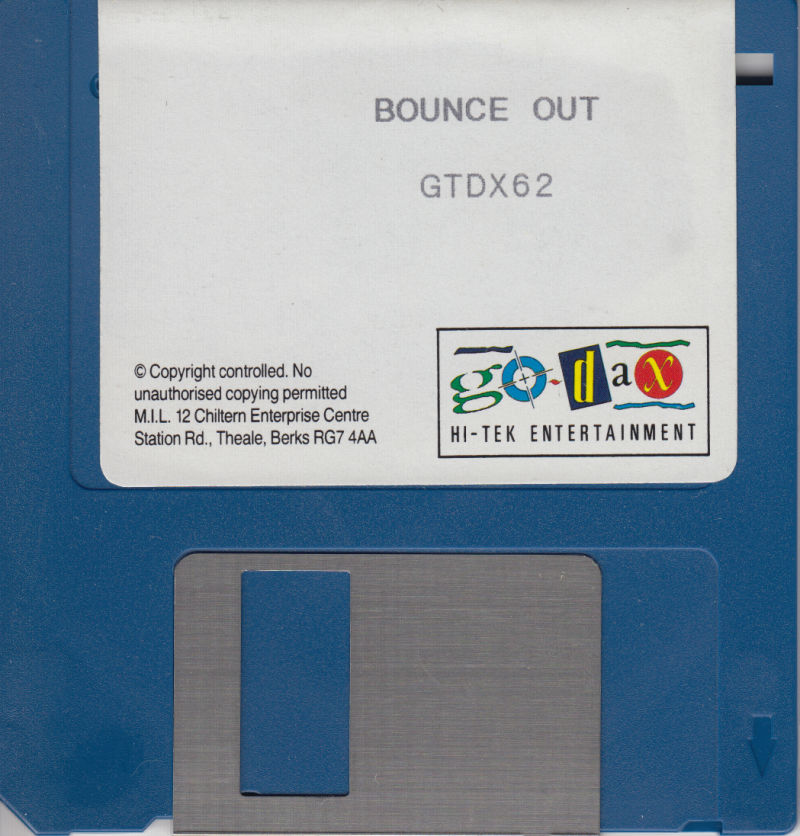 BOUNCE OUT
GTDX62
© Copyright controlled. No
unauthorised copying permitted
M.I.L. 12 Chiltern Enterprise Centre
Station Rd., Theale, Berks RG7 4AA
go-dax
HI-TEK ENTERTAINMENT